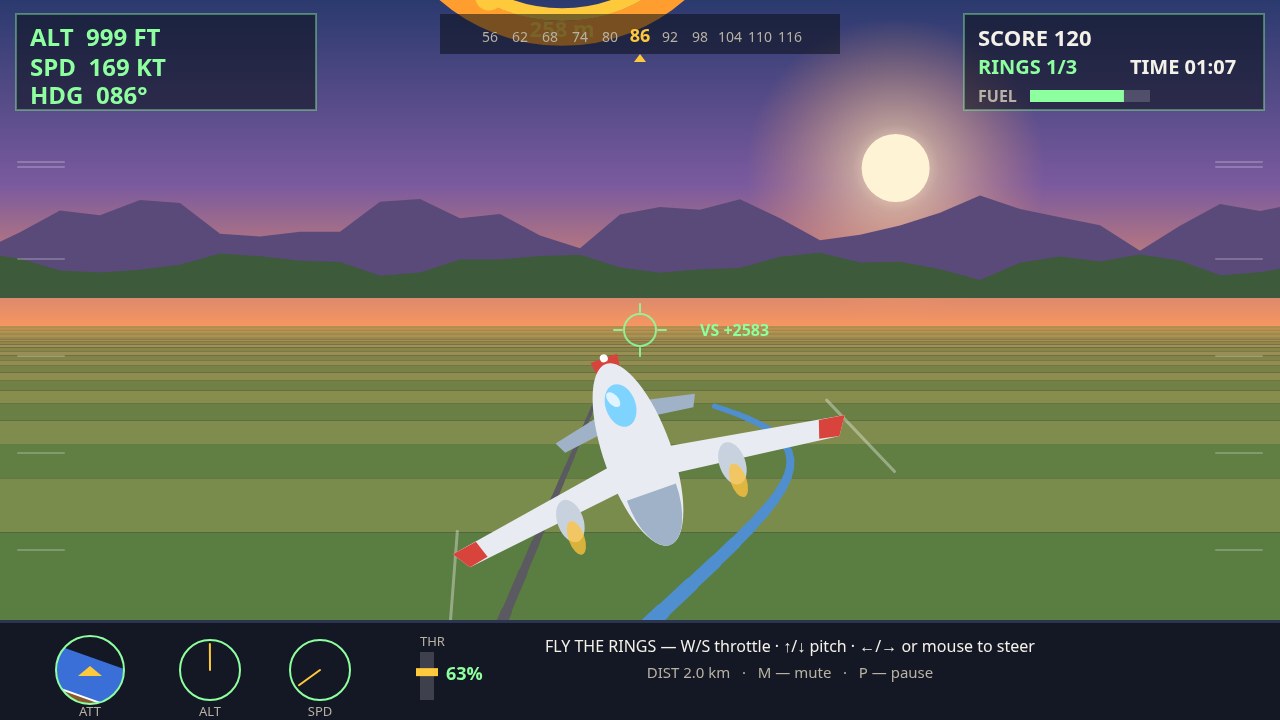 ALT 999 FT
SPD 169 KT
HDG 086°
258 m
56 62 68 74 80 86 92 98 104 110 116
SCORE 120
RINGS 1/3 TIME 01:07
FUEL
VS +2583
THR
63%
ATT
ALT
SPD
FLY THE RINGS — W/S throttle · ↑/↓ pitch · ←/→ or mouse to steer
DIST 2.0 km · M — mute · P — pause